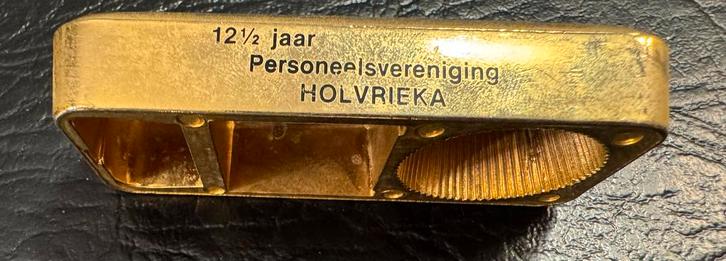 12½ jaar
Personeelsvereniging
HOLVRIEKA